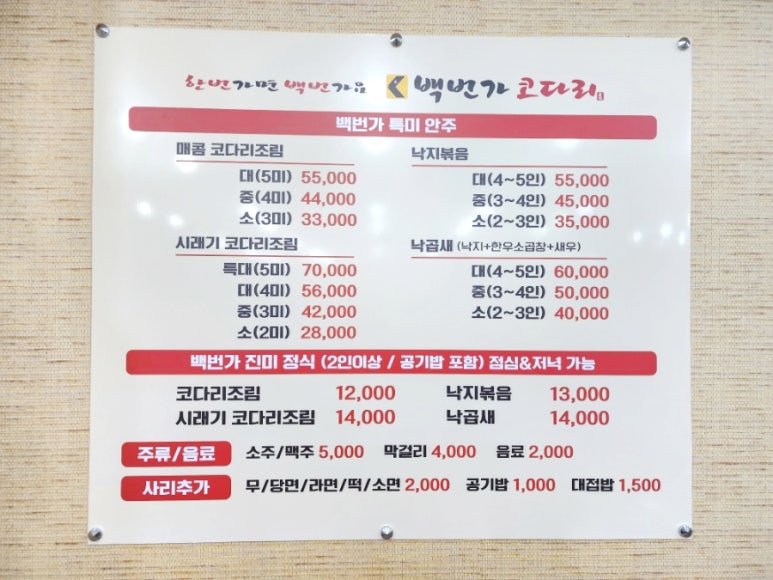 한번가면 백번가요 백번가 코다리
백번가 특미 안주
매콤 코다리조림
대(5미) 55,000
중(4미) 44,000
소(3미) 33,000
낙지볶음
대(4~5인) 55,000
중(3~4인) 45,000
소(2~3인) 35,000
시래기 코다리조림
특대(5미) 70,000
대(4미) 56,000
중(3미) 42,000
소(2미) 28,000
낙곱새 (낙지+한우소곱창+새우)
대(4~5인) 60,000
중(3~4인) 50,000
소(2~3인) 40,000
백번가 진미 정식 (2인이상 / 공기밥 포함) 점심&저녁 가능
코다리조림 12,000 낙지볶음 13,000
시래기 코다리조림 14,000 낙곱새 14,000
주류/음료 소주/맥주 5,000 막걸리 4,000 음료 2,000
사리추가 무/당면/라면/떡/소면 2,000 공기밥 1,000 대접밥 1,500